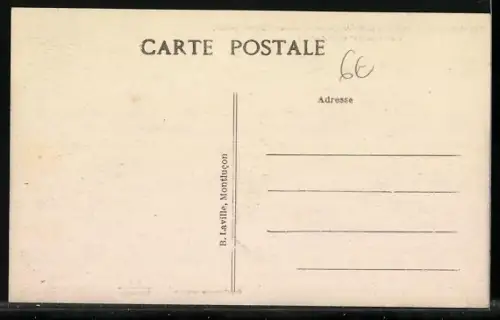 CARTE POSTALE
6€
Adresse
R. Laville, Montluçon